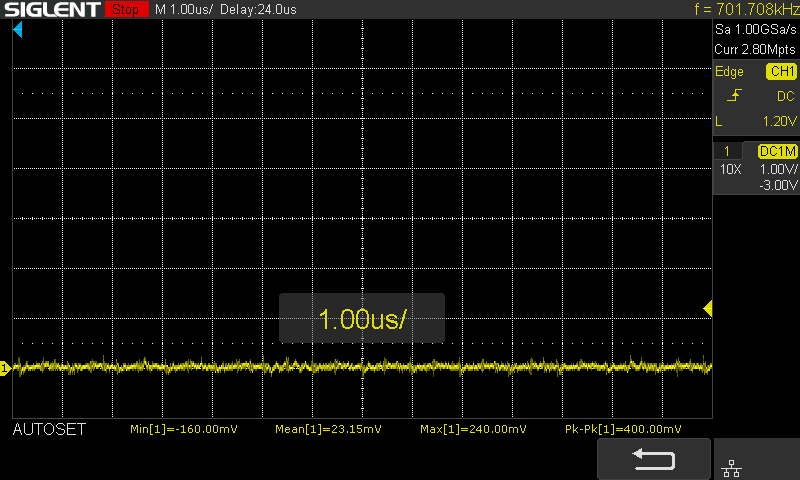 SIGLENT Stop M 1.00us/ Delay:24.0us f = 701.708kHz
Sa 1.00GSa/s
Curr 2.80Mpts
Edge CH1
DC
L 1.20V
1 DC1M
10X 1.00V/
-3.00V
1.00us/
1
AUTOSET Min[1]=-160.00mV Mean[1]=23.15mV Max[1]=240.00mV Pk-Pk[1]=400.00mV